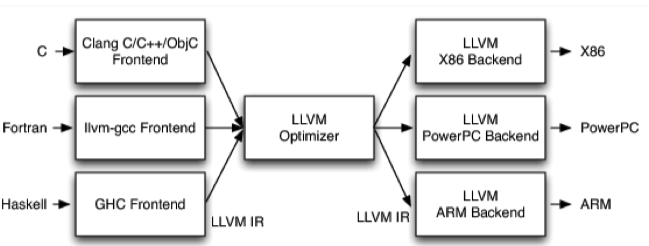 C
Clang C/C++/ObjC
Frontend
LLVM
X86 Backend
X86
Fortran
llvm-gcc Frontend
LLVM
Optimizer
LLVM
PowerPC Backend
PowerPC
Haskell
GHC Frontend
LLVM IR
LLVM IR
LLVM
ARM Backend
ARM